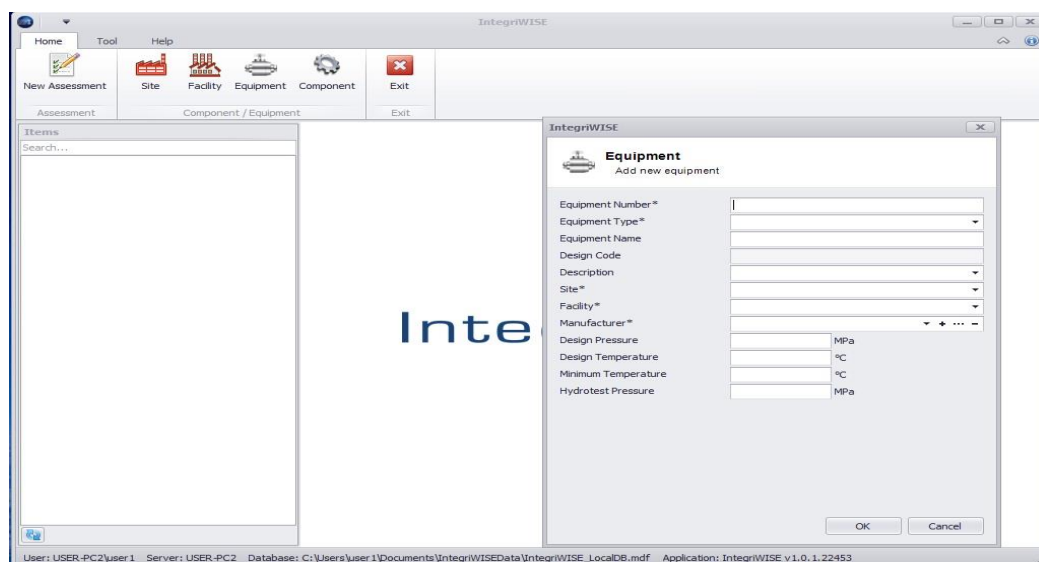 IntegriWISE
Home Tool Help
New Assessment Site Facility Equipment Component Exit
Assessment Component / Equipment Exit
Items
Search...
Inte
IntegriWISE
Equipment
Add new equipment
Equipment Number*
Equipment Type*
Equipment Name
Design Code
Description
Site*
Facility*
Manufacturer*
Design Pressure MPa
Design Temperature ºC
Minimum Temperature ºC
Hydrotest Pressure MPa
OK Cancel
User: USER-PC2\user1 Server: USER-PC2 Database: C:\Users\user1\Documents\IntegriWISEData\IntegriWISE_LocalDB.mdf Application: IntegriWISE v1.0.1.22453